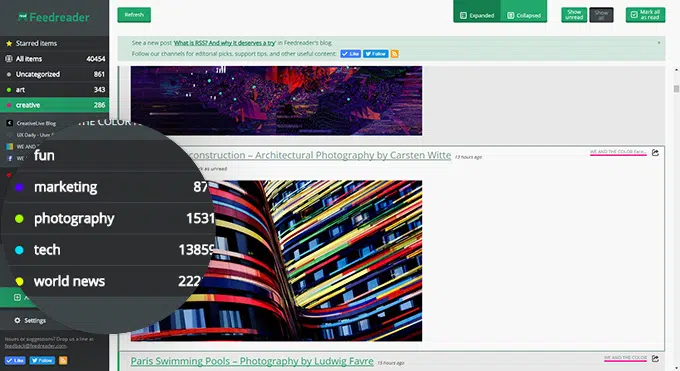 Feedreader
Refresh
Expanded
Collapsed
Show unread
Show all
Mark all as read
Starred items
All items 40454
Uncategorized 861
art 343
creative 286
CreativeLive Blog
UX Daily - User
WE AND
WE
See a new post 'What is RSS? And why it deserves a try' in Feedreader's blog.
Follow our channels for editorial picks, support tips, and other useful content:
Like
Follow
THE COLOR
construction – Architectural Photography by Carsten Witte 13 hours ago
WE AND THE COLOR Face...
as unread
fun
marketing 87
photography 1531
tech 13859
world news 222
Settings
Issues or suggestions? Drop us a line at
feedback@feedreader.com.
Like
Follow
Paris Swimming Pools – Photography by Ludwig Favre 15 hours ago
WE AND THE COLOR